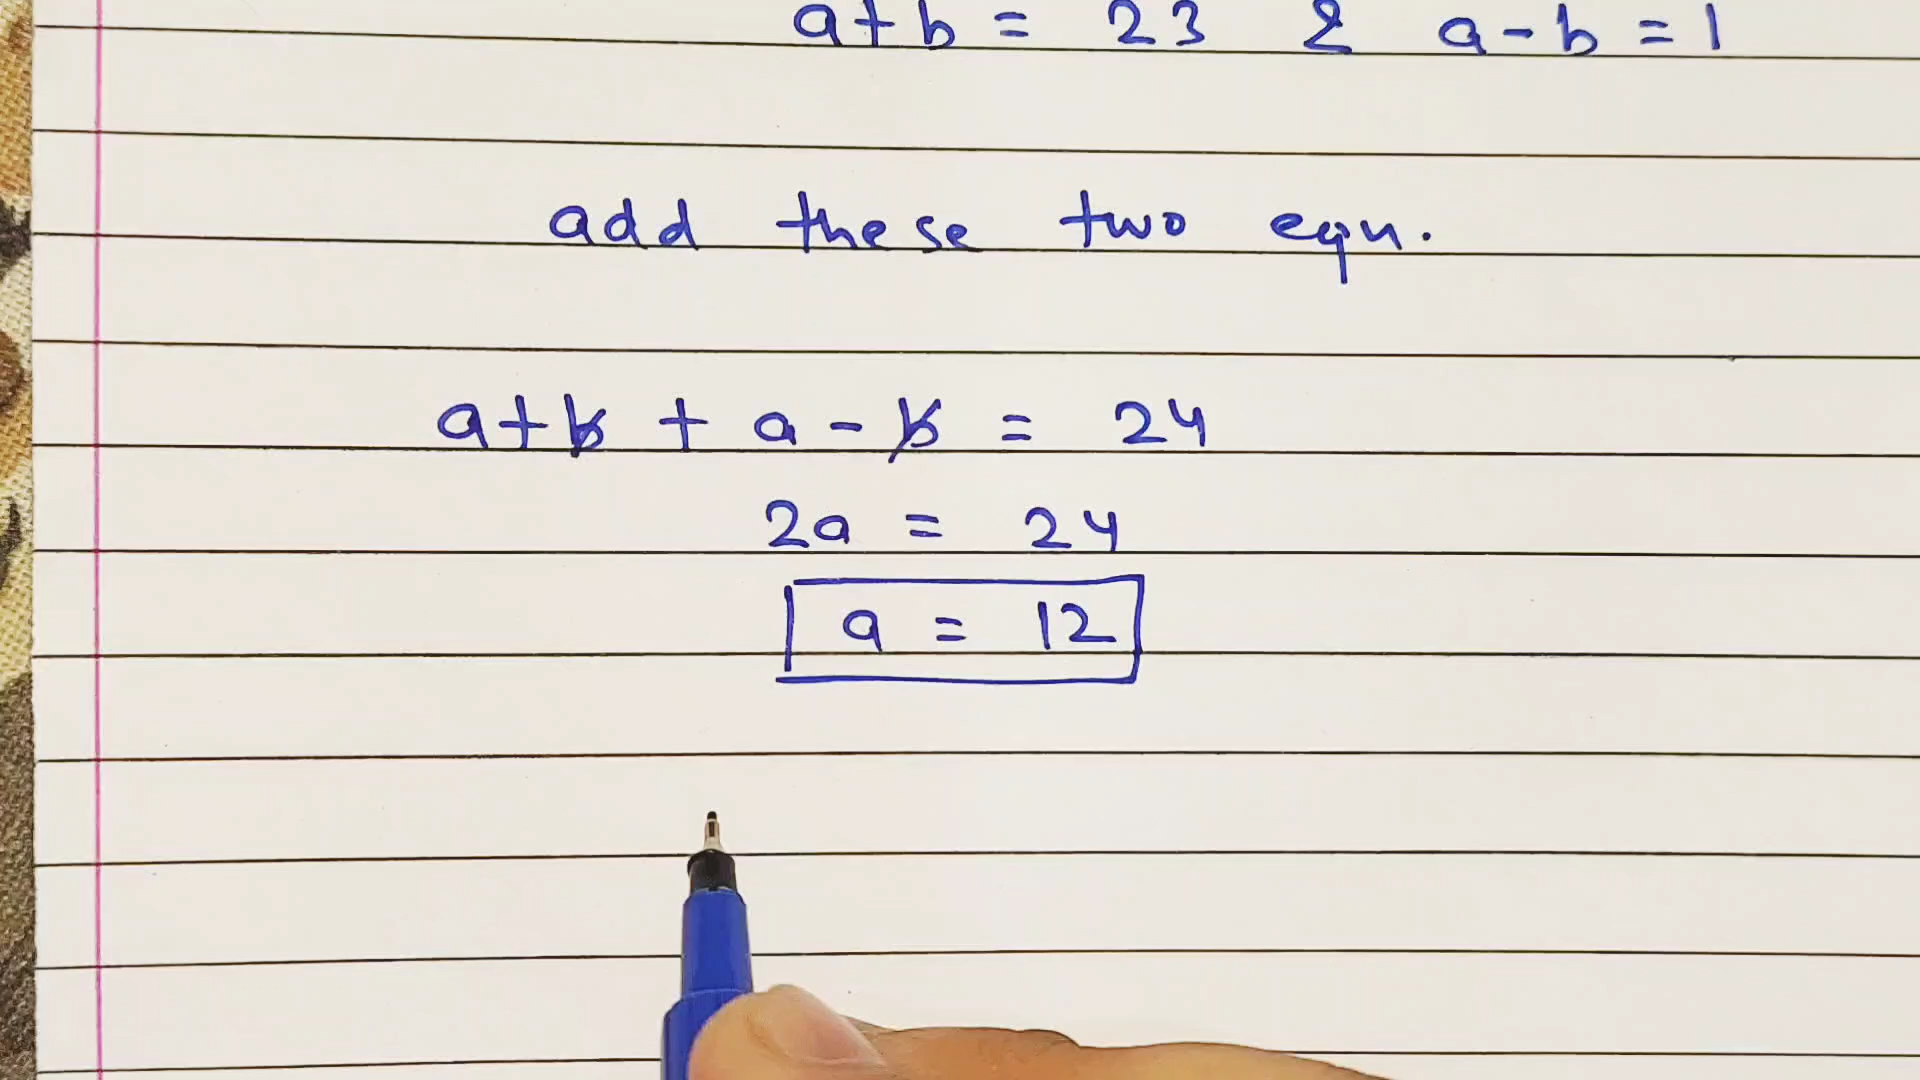 a+b = 23 & a-b = 1
add these two eqn.
a+b + a-b = 24
2a = 24
a = 12